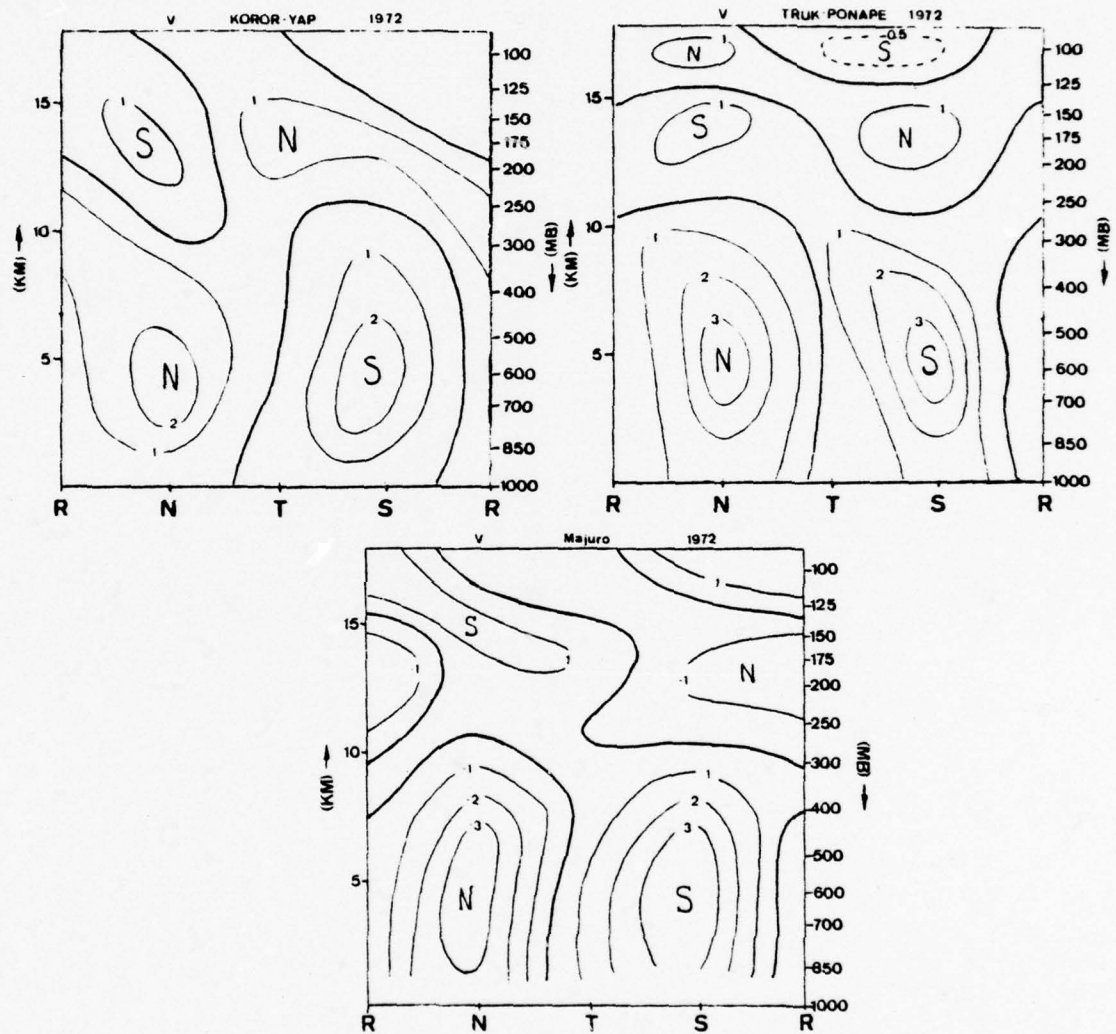 V KOROR-YAP 1972
15
10
5
(KM)
100
125
150
175
200
250
300
400
500
600
700
850
1000
(MB)
1
S
1
N
1
2
S
N
2
1
R N T S R
V TRUK-PONAPE 1972
15
10
5
(KM)
100
125
150
175
200
250
300
400
500
600
700
850
1000
(MB)
1
N
0.5
S
1
S
1
N
1
2
3
N
1
2
3
S
R N T S R
V Majuro 1972
15
10
5
(KM)
100
125
150
175
200
250
300
400
500
600
700
850
1000
(MB)
1
S
1
1
1
N
1
2
3
N
1
2
3
S
R N T S R